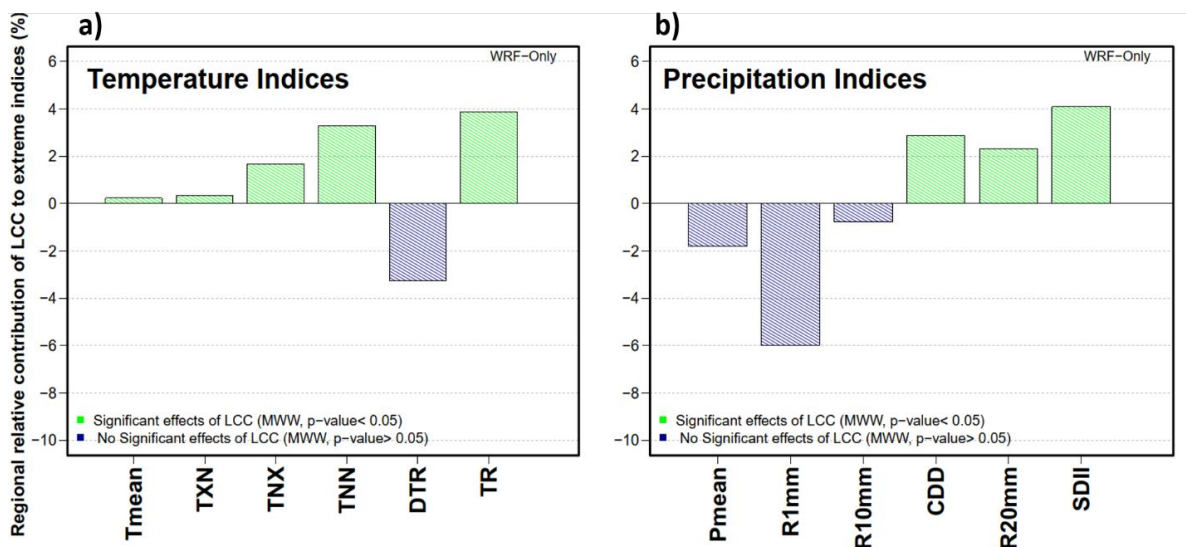 Regional relative contribution of LCC to extreme indices (%)
a)
WRF−Only
Temperature Indices
6
4
2
0
−2
−4
−6
−8
−10
Significant effects of LCC (MWW, p−value< 0.05)
No Significant effects of LCC (MWW, p−value> 0.05)
Tmean
TXN
TNX
TNN
DTR
TR
b)
WRF−Only
Precipitation Indices
6
4
2
0
−2
−4
−6
−8
−10
Significant effects of LCC (MWW, p−value< 0.05)
No Significant effects of LCC (MWW, p−value> 0.05)
Pmean
R1mm
R10mm
CDD
R20mm
SDII